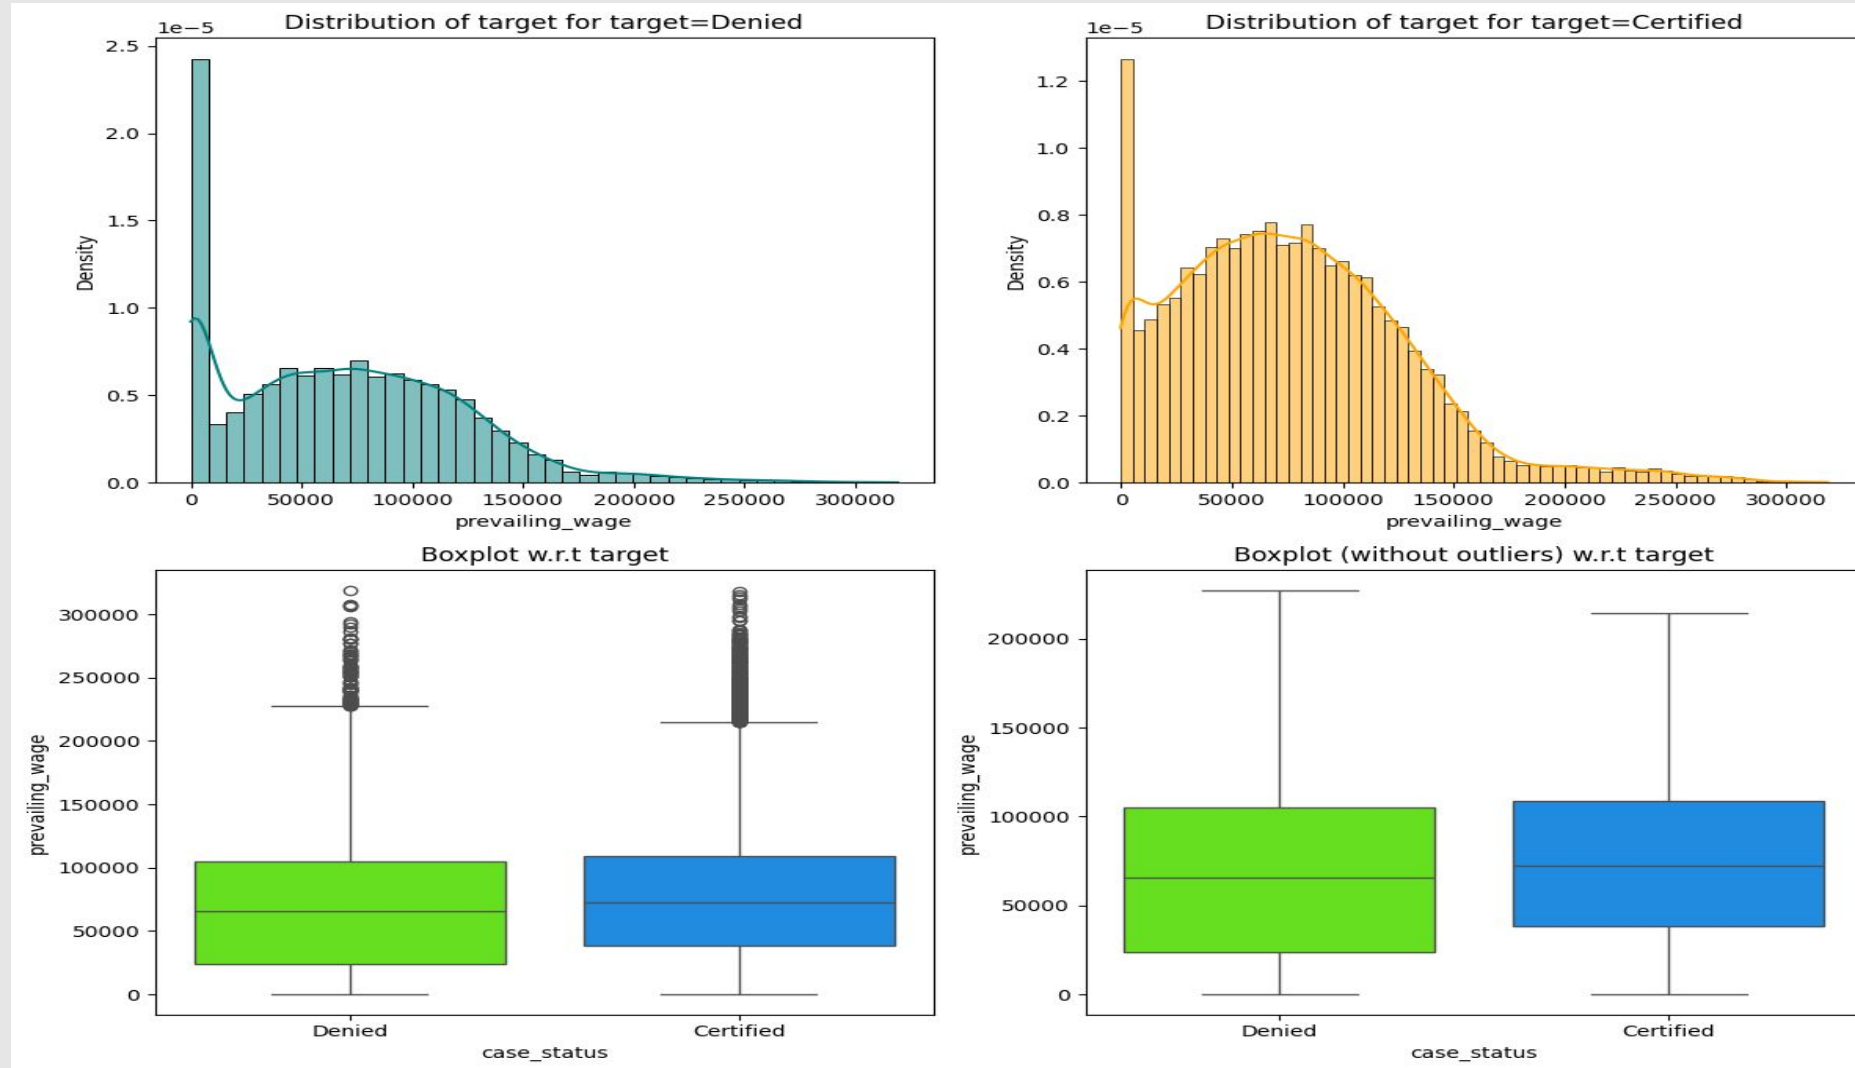 Distribution of target for target=Denied
1e−5
2.5
2.0
1.5
1.0
0.5
0.0
Density
0 50000 100000 150000 200000 250000 300000
prevailing_wage
Distribution of target for target=Certified
1e−5
1.2
1.0
0.8
0.6
0.4
0.2
0.0
Density
0 50000 100000 150000 200000 250000 300000
prevailing_wage
Boxplot w.r.t target
300000
250000
200000
150000
100000
50000
0
prevailing_wage
Denied Certified
case_status
Boxplot (without outliers) w.r.t target
200000
150000
100000
50000
0
prevailing_wage
Denied Certified
case_status